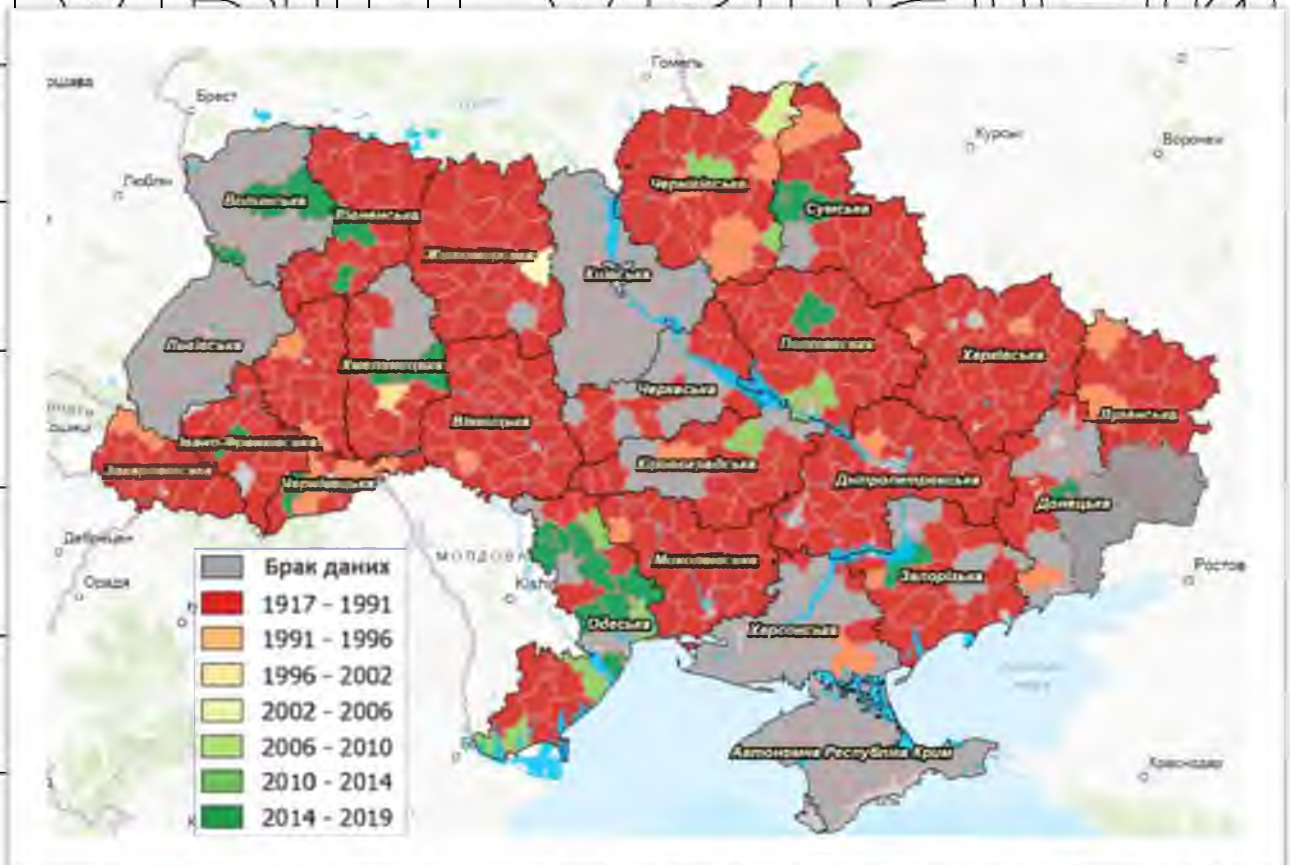 Гомель
Брест
Курськ
Воронеж
Люблін
Чернігівська
Волинська
Рівненська
Сумська
Житомирська
Київська
Львівська
Полтавська
Харківська
Хмельницька
Черкаська
Луганська
Вінницька
Івано-Франківська
Закарпатська
Чернівецька
Кіровоградська
Дніпропетровська
Донецька
Дебрецен
МОЛДОВА
Миколаївська
Запорізька
Ростов
Орадя
Одеська
Херсонська
Автономна Республіка Крим
Краснодар
Брак даних
1917 - 1991
1991 - 1996
1996 - 2002
2002 - 2006
2006 - 2010
2010 - 2014
2014 - 2019